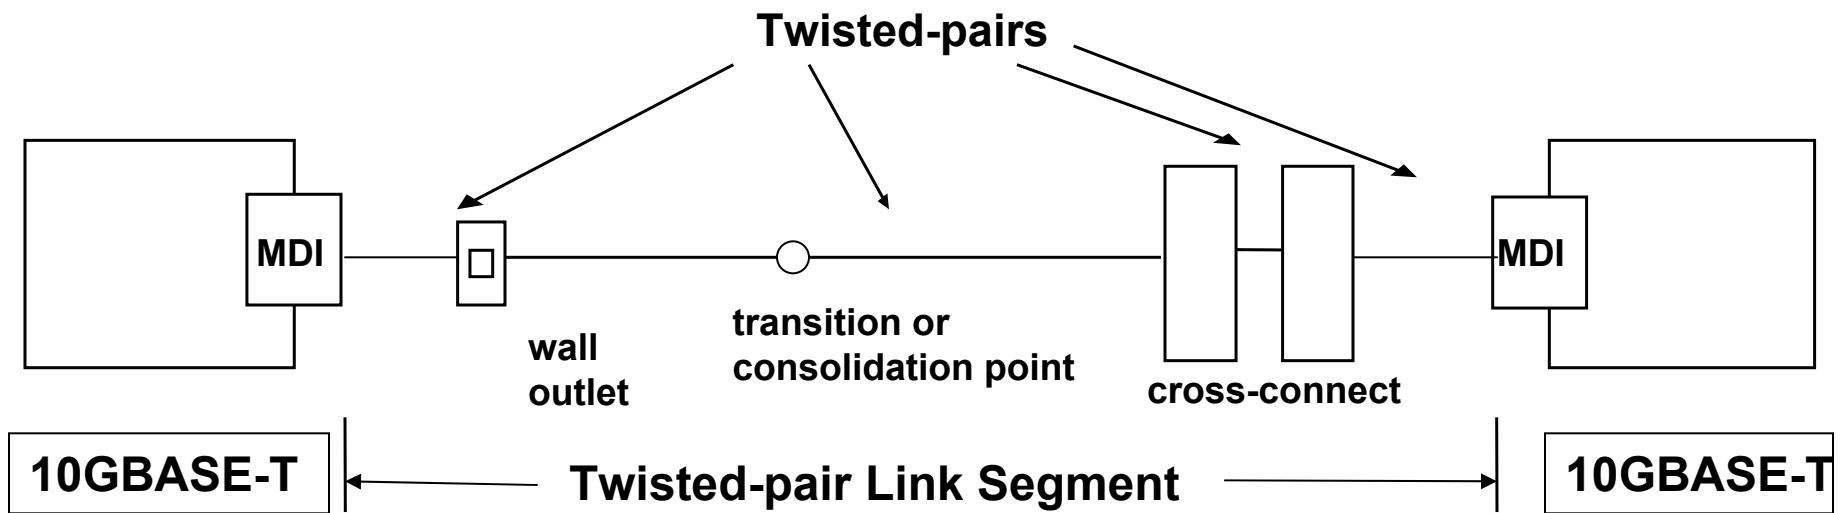 Twisted-pairs
MDI
MDI
wall
outlet
transition or
consolidation point
cross-connect
10GBASE-T
Twisted-pair Link Segment
10GBASE-T